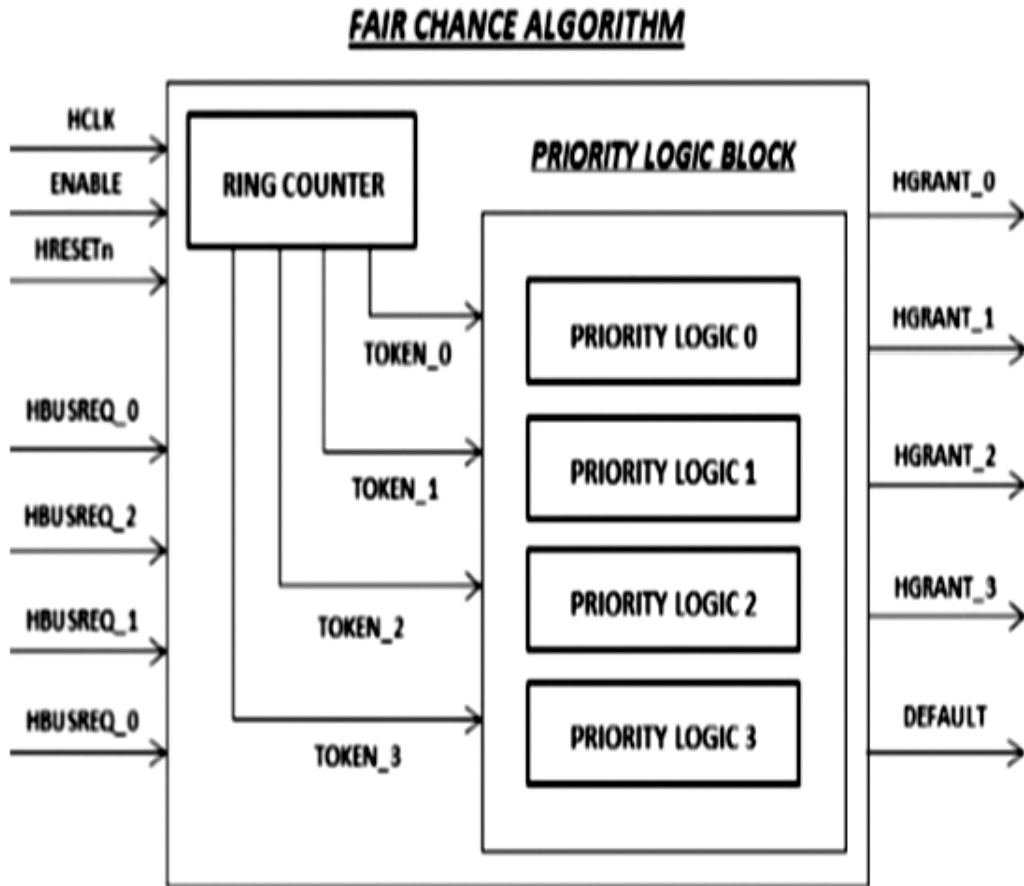 FAIR CHANCE ALGORITHM
HCLK
ENABLE
HRESETn
HBUSREQ_0
HBUSREQ_2
HBUSREQ_1
HBUSREQ_0
RING COUNTER
TOKEN_0
TOKEN_1
TOKEN_2
TOKEN_3
PRIORITY LOGIC BLOCK
PRIORITY LOGIC 0
PRIORITY LOGIC 1
PRIORITY LOGIC 2
PRIORITY LOGIC 3
HGRANT_0
HGRANT_1
HGRANT_2
HGRANT_3
DEFAULT